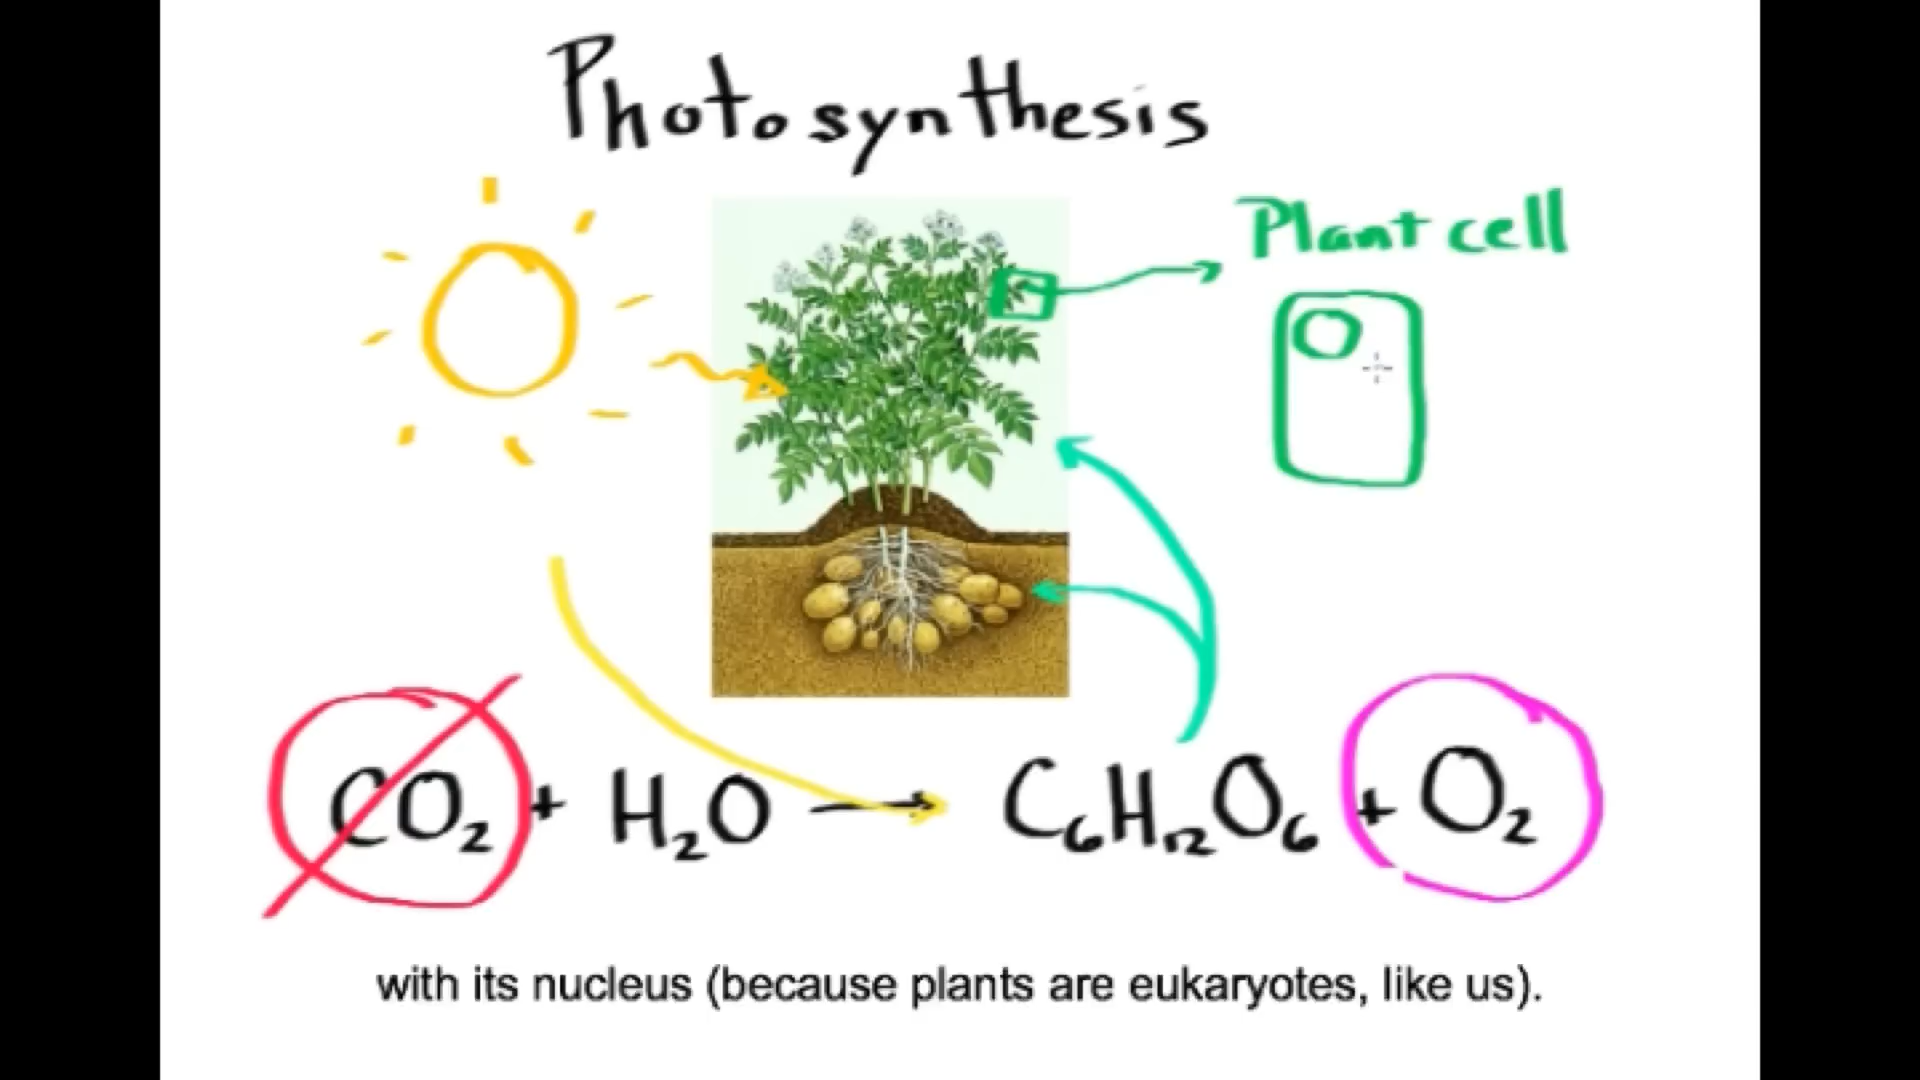 Photosynthesis
Plant cell
CO₂ + H₂O → C₆H₁₂O₆ + O₂
with its nucleus (because plants are eukaryotes, like us).